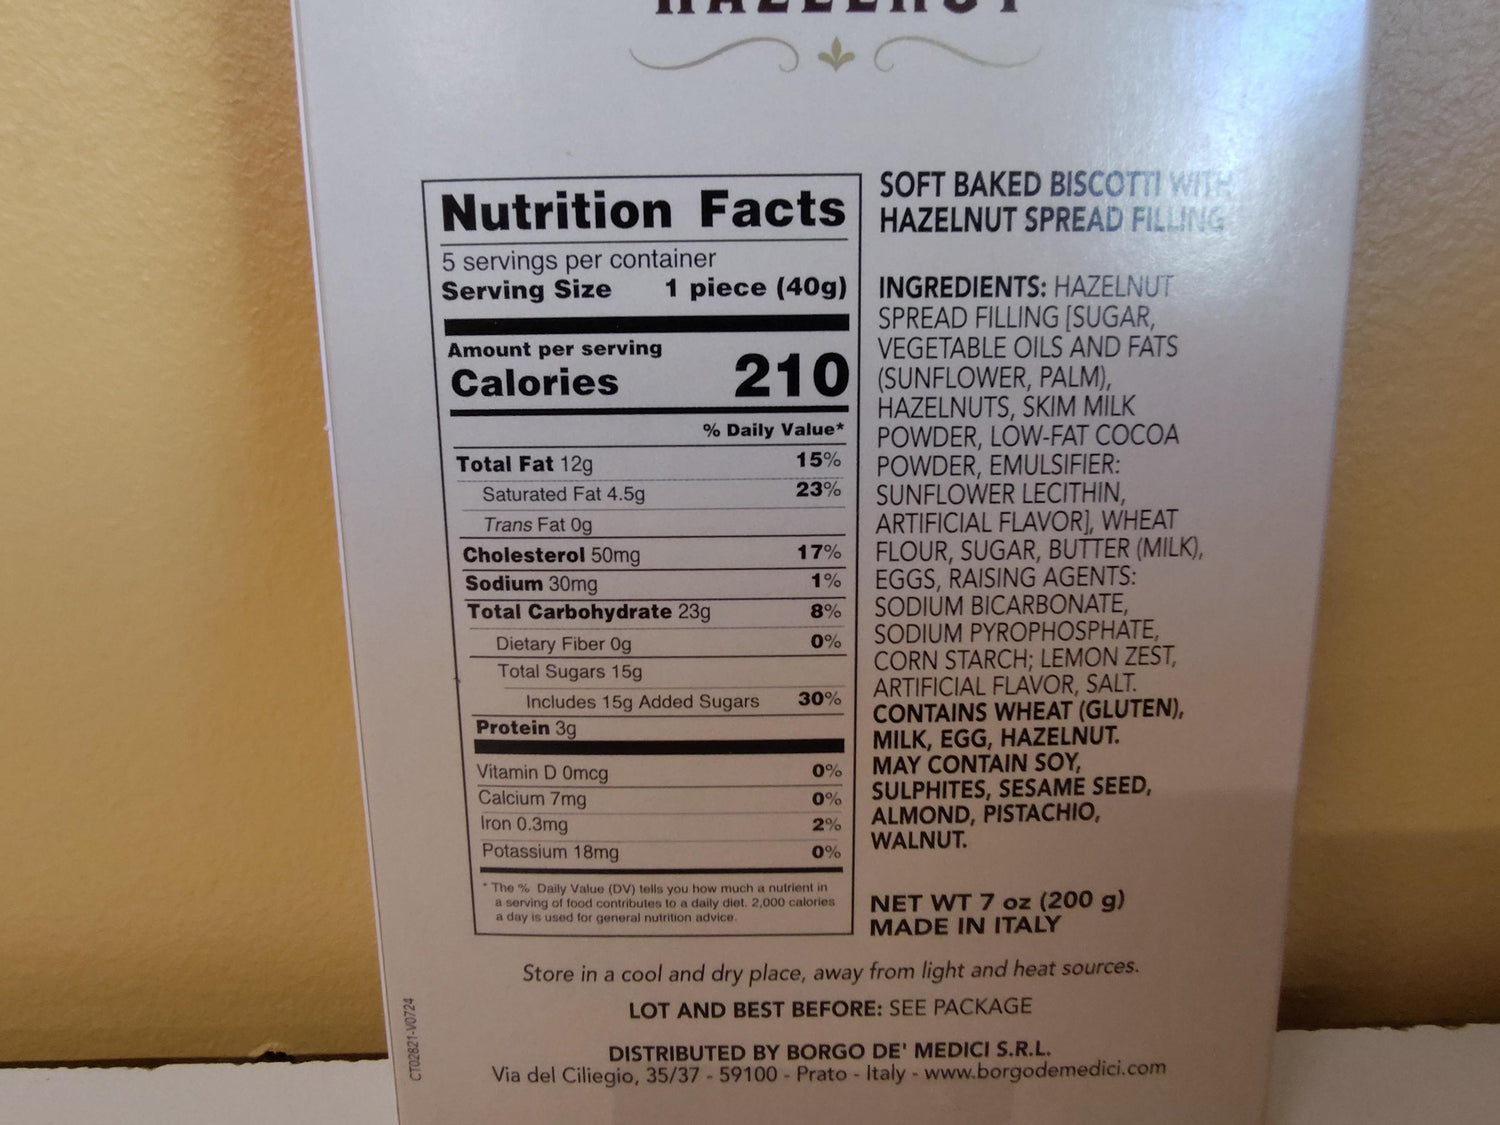 HAZELNUT
Nutrition Facts
5 servings per container
Serving Size 1 piece (40g)
Amount per serving
Calories 210
% Daily Value*
Total Fat 12g 15%
Saturated Fat 4.5g 23%
Trans Fat 0g
Cholesterol 50mg 17%
Sodium 30mg 1%
Total Carbohydrate 23g 8%
Dietary Fiber 0g 0%
Total Sugars 15g
Includes 15g Added Sugars 30%
Protein 3g
Vitamin D 0mcg 0%
Calcium 7mg 0%
Iron 0.3mg 2%
Potassium 18mg 0%
* The % Daily Value (DV) tells you how much a nutrient in
a serving of food contributes to a daily diet. 2,000 calories
a day is used for general nutrition advice.
SOFT BAKED BISCOTTI WITH
HAZELNUT SPREAD FILLING
INGREDIENTS: HAZELNUT
SPREAD FILLING [SUGAR,
VEGETABLE OILS AND FATS
(SUNFLOWER, PALM),
HAZELNUTS, SKIM MILK
POWDER, LOW-FAT COCOA
POWDER, EMULSIFIER:
SUNFLOWER LECITHIN,
ARTIFICIAL FLAVOR], WHEAT
FLOUR, SUGAR, BUTTER (MILK),
EGGS, RAISING AGENTS:
SODIUM BICARBONATE,
SODIUM PYROPHOSPHATE,
CORN STARCH; LEMON ZEST,
ARTIFICIAL FLAVOR, SALT.
CONTAINS WHEAT (GLUTEN),
MILK, EGG, HAZELNUT.
MAY CONTAIN SOY,
SULPHITES, SESAME SEED,
ALMOND, PISTACHIO,
WALNUT.
NET WT 7 oz (200 g)
MADE IN ITALY
Store in a cool and dry place, away from light and heat sources.
LOT AND BEST BEFORE: SEE PACKAGE
DISTRIBUTED BY BORGO DE' MEDICI S.R.L.
Via del Ciliegio, 35/37 - 59100 - Prato - Italy - www.borgodemedici.com
CT02821-V0724